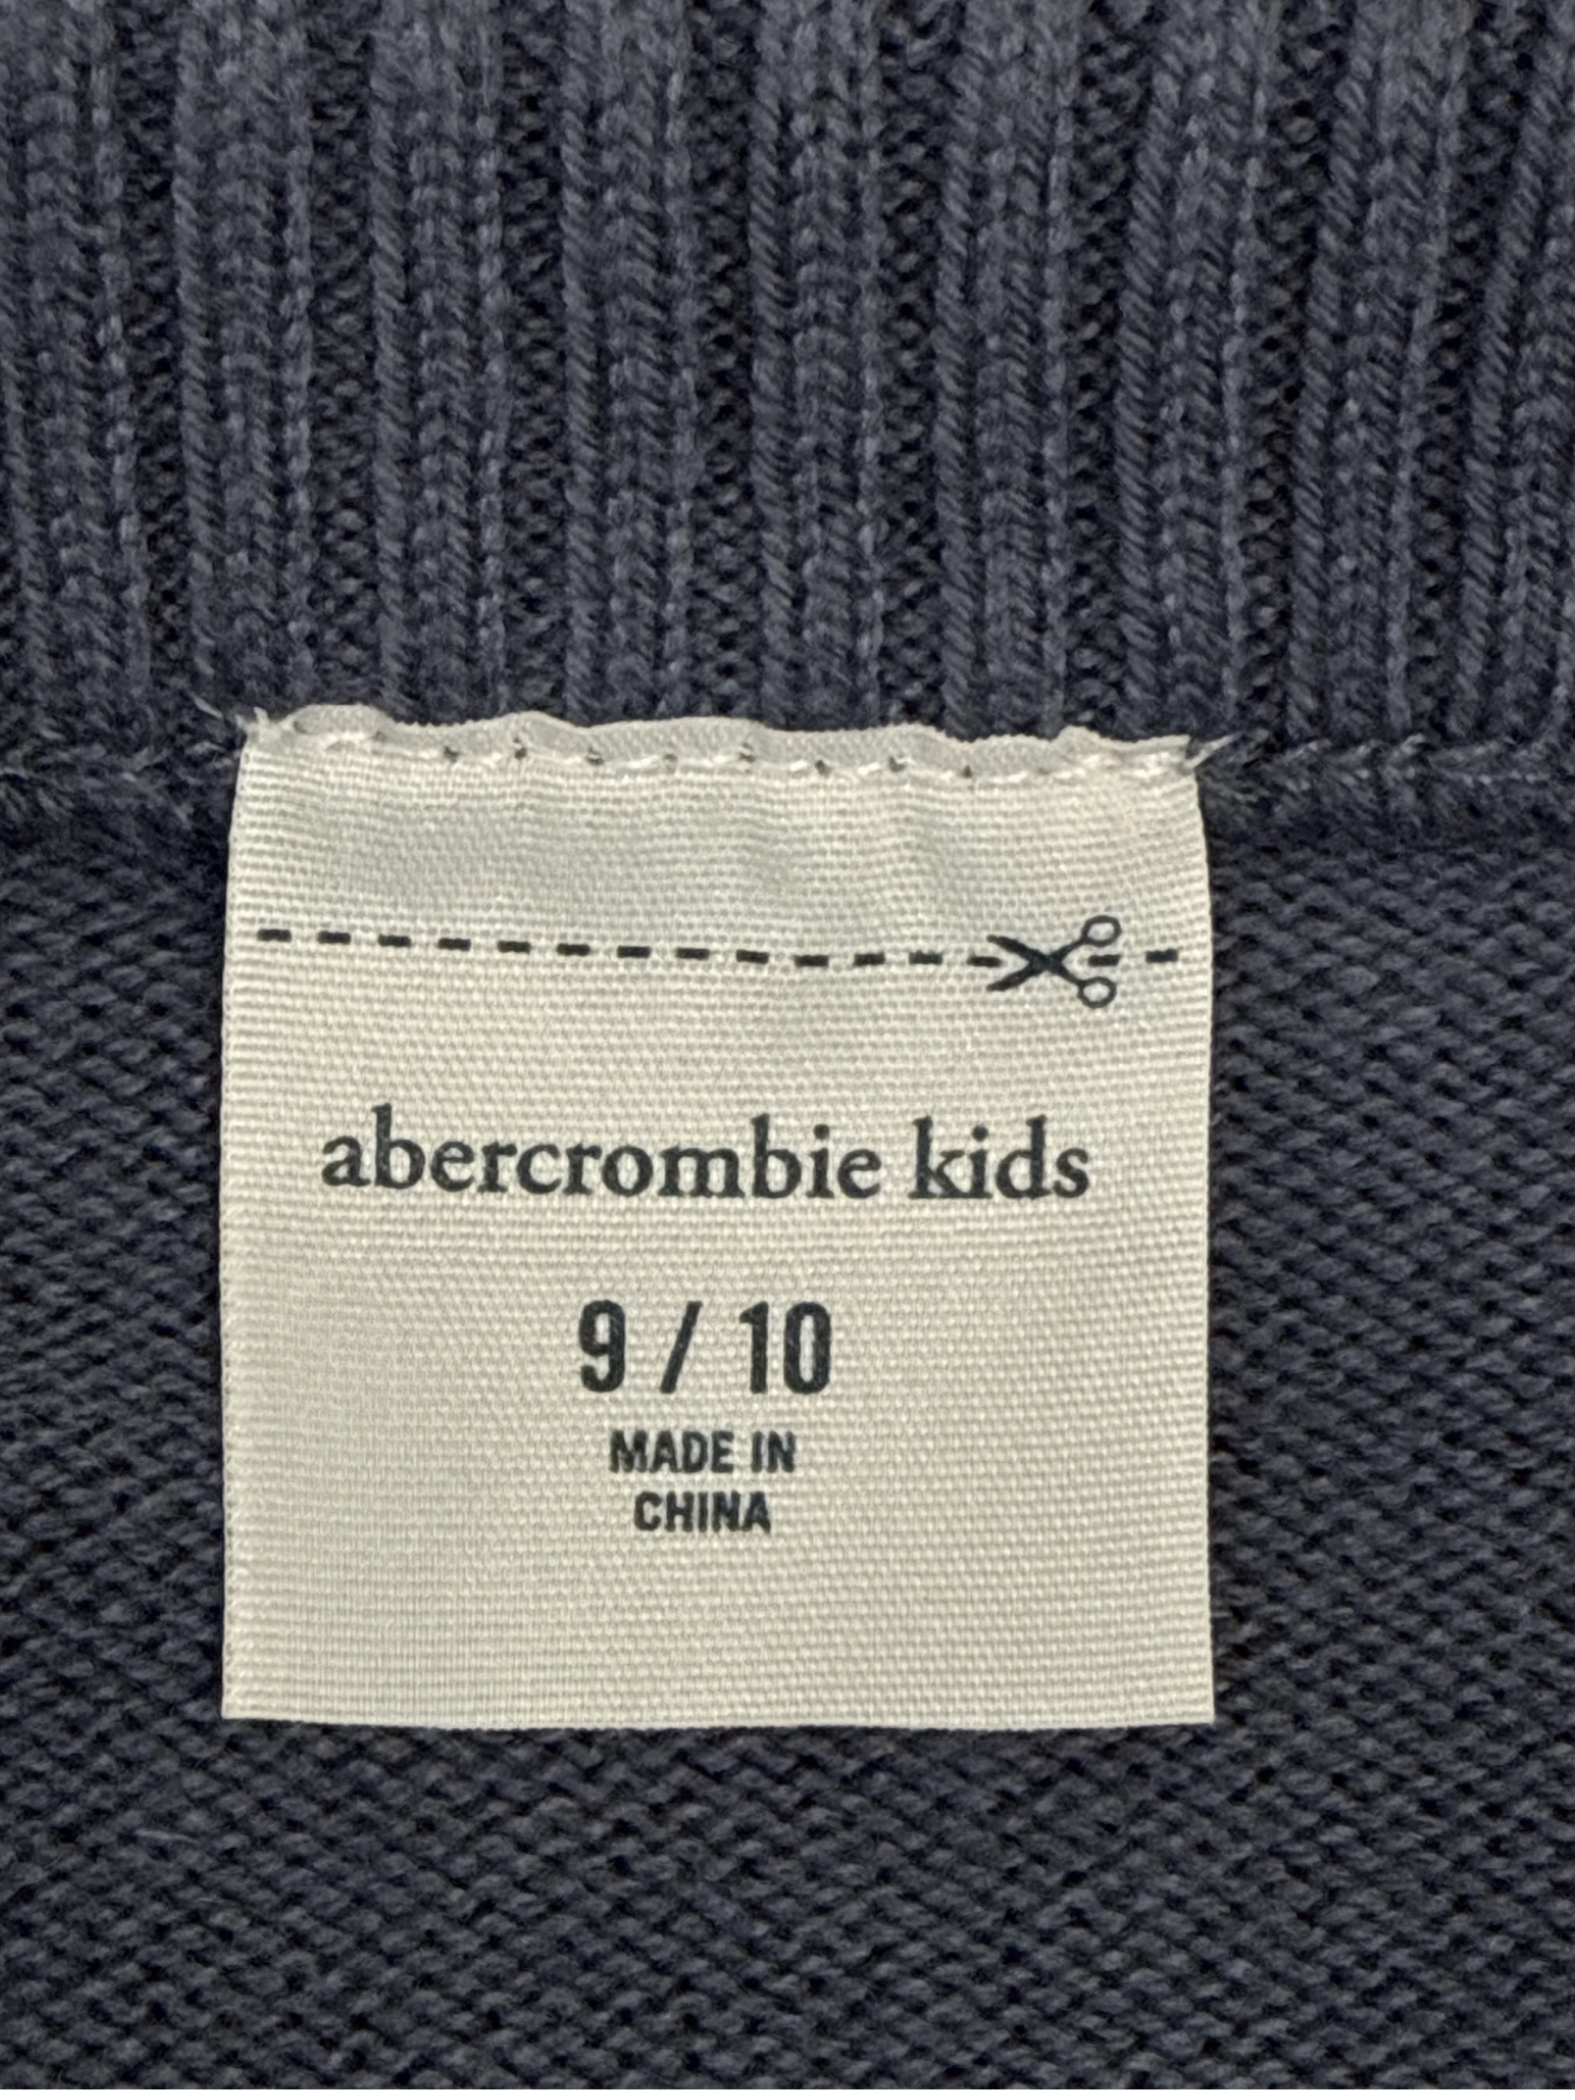 abercrombie kids
9 / 10
MADE IN
CHINA